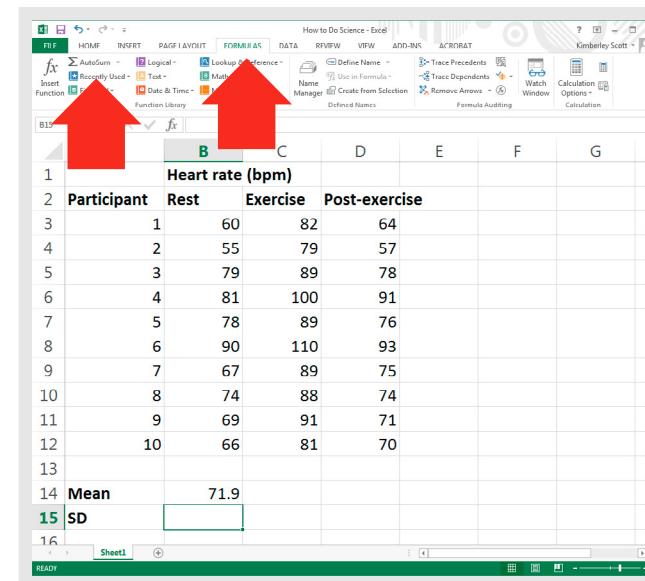 How to Do Science - Excel
FILE HOME INSERT PAGE LAYOUT FORMULAS DATA REVIEW VIEW ADD-INS ACROBAT Kimberley Scott
fx Σ AutoSum Logical Lookup & Reference Define Name Trace Precedents
Insert Function Recently Used Text Math Name Manager Use in Formula Trace Dependents Watch Window Calculation Options
Date & Time Create from Selection Remove Arrows
Function Library Defined Names Formula Auditing Calculation
B15 fx
A B C D E F G
1 Heart rate (bpm)
2 Participant Rest Exercise Post-exercise
3 1 60 82 64
4 2 55 79 57
5 3 79 89 78
6 4 81 100 91
7 5 78 89 76
8 6 90 110 93
9 7 67 89 75
10 8 74 88 74
11 9 69 91 71
12 10 66 81 70
13
14 Mean 71.9
15 SD
16
Sheet1
READY